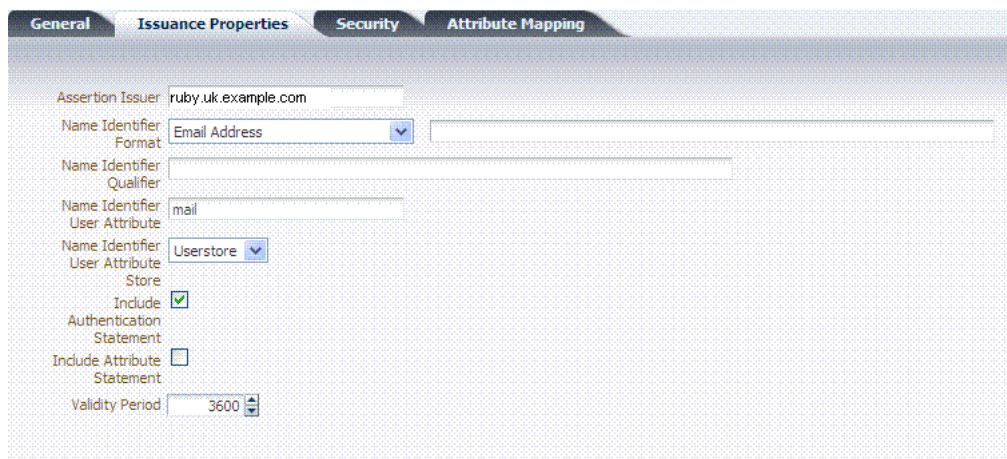 General Issuance Properties Security Attribute Mapping
Assertion Issuer ruby.uk.example.com
Name Identifier
Format Email Address
Name Identifier
Qualifier
Name Identifier
User Attribute mail
Name Identifier
User Attribute
Store Userstore
Include
Authentication
Statement
Include Attribute
Statement
Validity Period 3600